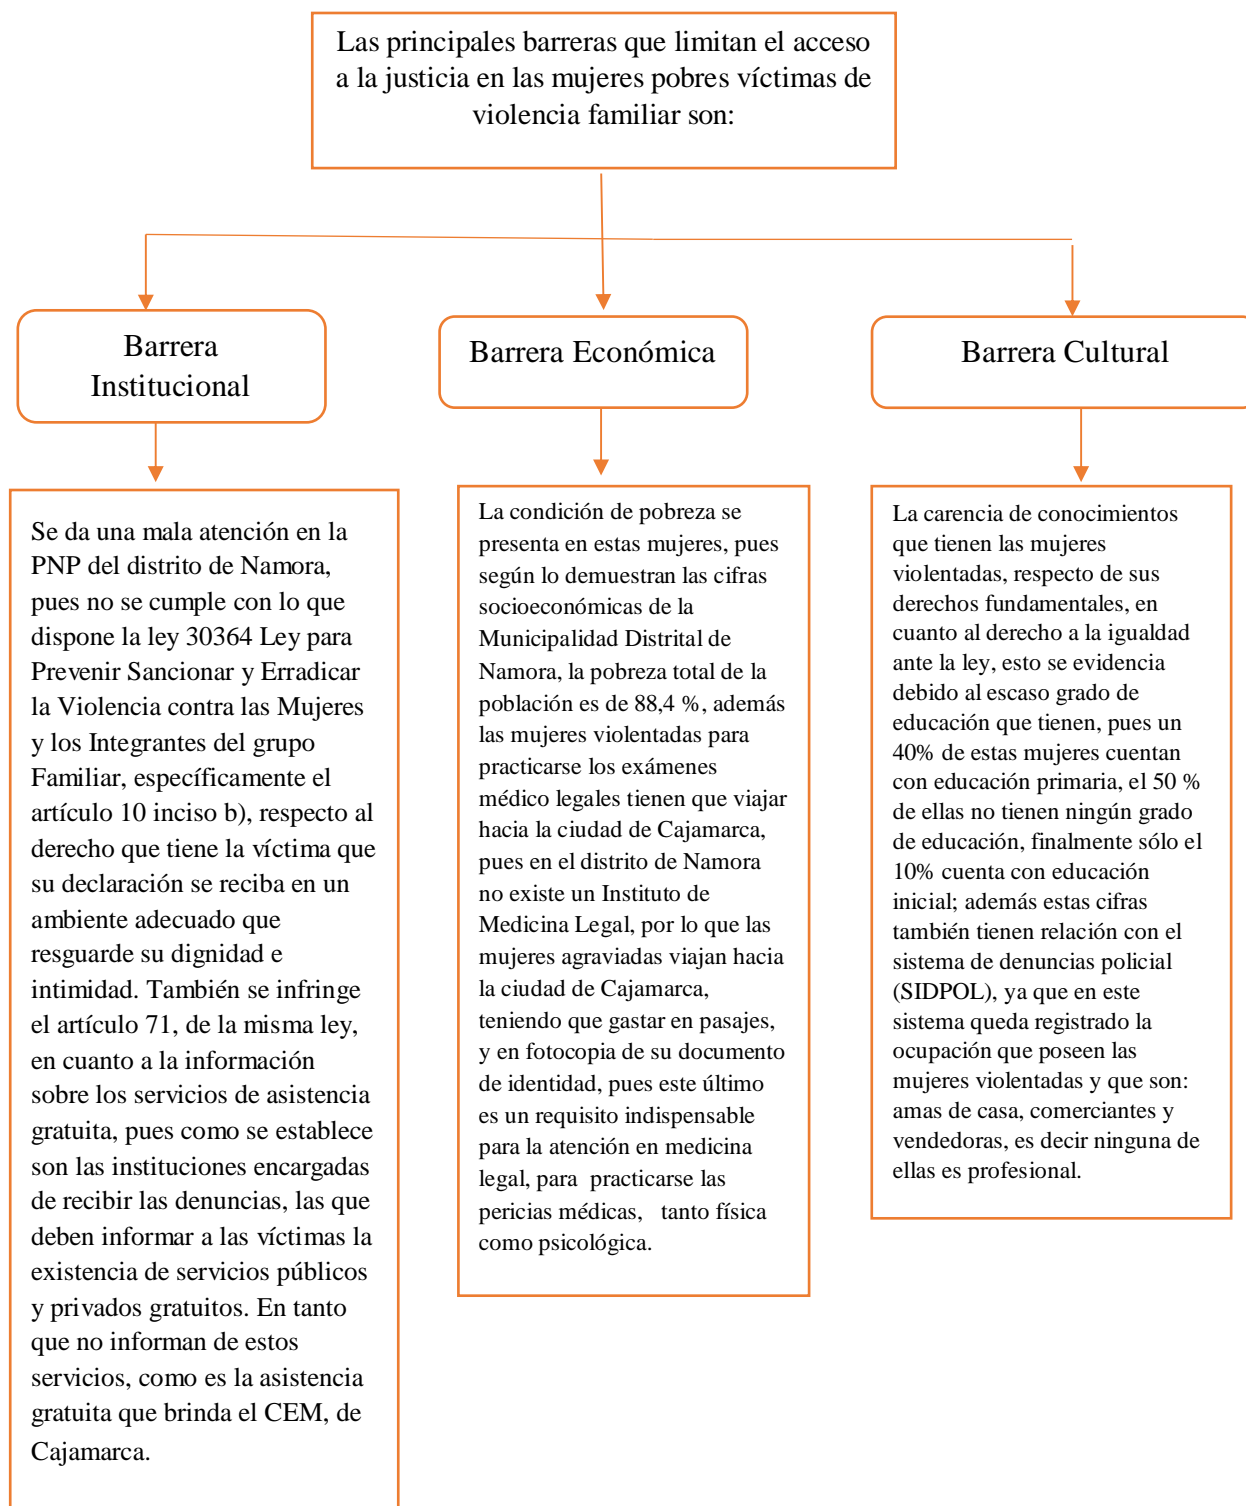 Las principales barreras que limitan el acceso
a la justicia en las mujeres pobres víctimas de
violencia familiar son:
Barrera
Institucional
Barrera Económica
Barrera Cultural
Se da una mala atención en la
PNP del distrito de Namora,
pues no se cumple con lo que
dispone la ley 30364 Ley para
Prevenir Sancionar y Erradicar
la Violencia contra las Mujeres
y los Integrantes del grupo
Familiar, específicamente el
artículo 10 inciso b), respecto al
derecho que tiene la víctima que
su declaración se reciba en un
ambiente adecuado que
resguarde su dignidad e
intimidad. También se infringe
el artículo 71, de la misma ley,
en cuanto a la información
sobre los servicios de asistencia
gratuita, pues como se establece
son las instituciones encargadas
de recibir las denuncias, las que
deben informar a las víctimas la
existencia de servicios públicos
y privados gratuitos. En tanto
que no informan de estos
servicios, como es la asistencia
gratuita que brinda el CEM, de
Cajamarca.
La condición de pobreza se
presenta en estas mujeres, pues
según lo demuestran las cifras
socioeconómicas de la
Municipalidad Distrital de
Namora, la pobreza total de la
población es de 88,4 %, además
las mujeres violentadas para
practicarse los exámenes
médico legales tienen que viajar
hacia la ciudad de Cajamarca,
pues en el distrito de Namora
no existe un Instituto de
Medicina Legal, por lo que las
mujeres agraviadas viajan hacia
la ciudad de Cajamarca,
teniendo que gastar en pasajes,
y en fotocopia de su documento
de identidad, pues este último
es un requisito indispensable
para la atención en medicina
legal, para practicarse las
pericias médicas, tanto física
como psicológica.
La carencia de conocimientos
que tienen las mujeres
violentadas, respecto de sus
derechos fundamentales, en
cuanto al derecho a la igualdad
ante la ley, esto se evidencia
debido al escaso grado de
educación que tienen, pues un
40% de estas mujeres cuentan
con educación primaria, el 50 %
de ellas no tienen ningún grado
de educación, finalmente sólo el
10% cuenta con educación
inicial; además estas cifras
también tienen relación con el
sistema de denuncias policial
(SIDPOL), ya que en este
sistema queda registrado la
ocupación que poseen las
mujeres violentadas y que son:
amas de casa, comerciantes y
vendedoras, es decir ninguna de
ellas es profesional.